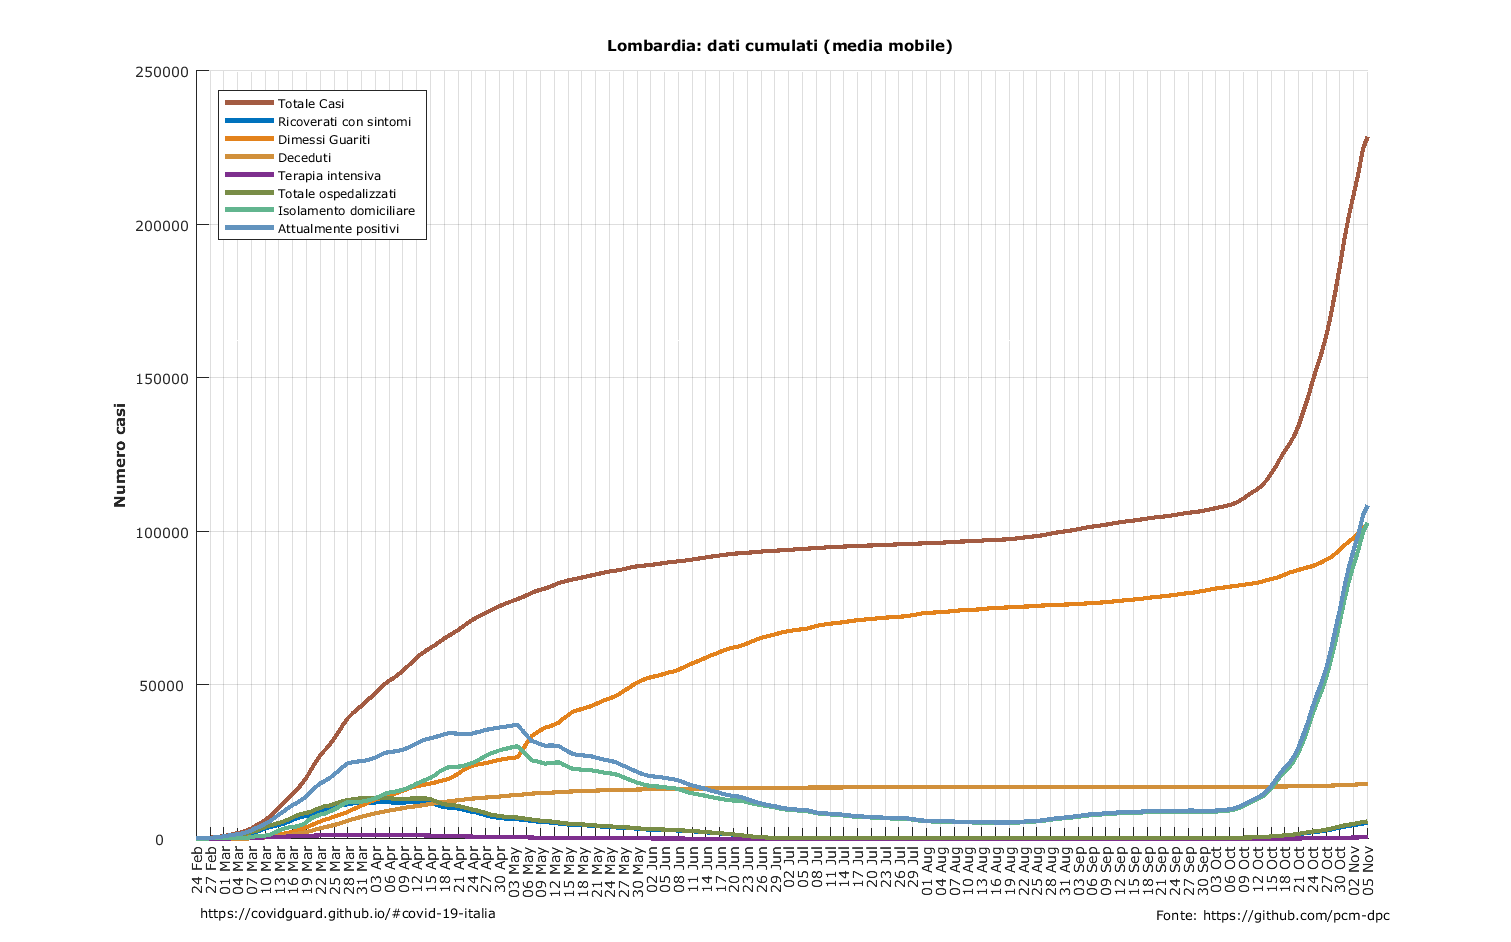 Lombardia: dati cumulati (media mobile)
250000
200000
150000
100000
50000
0
Numero casi
Totale Casi
Ricoverati con sintomi
Dimessi Guariti
Deceduti
Terapia intensiva
Totale ospedalizzati
Isolamento domiciliare
Attualmente positivi
24 Feb
27 Feb
01 Mar
04 Mar
07 Mar
10 Mar
13 Mar
16 Mar
19 Mar
22 Mar
25 Mar
28 Mar
31 Mar
03 Apr
06 Apr
09 Apr
12 Apr
15 Apr
18 Apr
21 Apr
24 Apr
27 Apr
30 Apr
03 May
06 May
09 May
12 May
15 May
18 May
21 May
24 May
27 May
30 May
02 Jun
05 Jun
08 Jun
11 Jun
14 Jun
17 Jun
20 Jun
23 Jun
26 Jun
29 Jun
02 Jul
05 Jul
08 Jul
11 Jul
14 Jul
17 Jul
20 Jul
23 Jul
26 Jul
29 Jul
01 Aug
04 Aug
07 Aug
10 Aug
13 Aug
16 Aug
19 Aug
22 Aug
25 Aug
28 Aug
31 Aug
03 Sep
06 Sep
09 Sep
12 Sep
15 Sep
18 Sep
21 Sep
24 Sep
27 Sep
30 Sep
03 Oct
06 Oct
09 Oct
12 Oct
15 Oct
18 Oct
21 Oct
24 Oct
27 Oct
30 Oct
02 Nov
05 Nov
https://covidguard.github.io/#covid-19-italia
Fonte: https://github.com/pcm-dpc